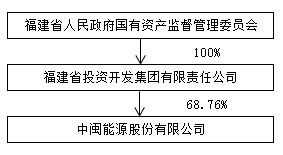 福建省人民政府国有资产监督管理委员会
100%
福建省投资开发集团有限责任公司
68.76%
中闽能源股份有限公司